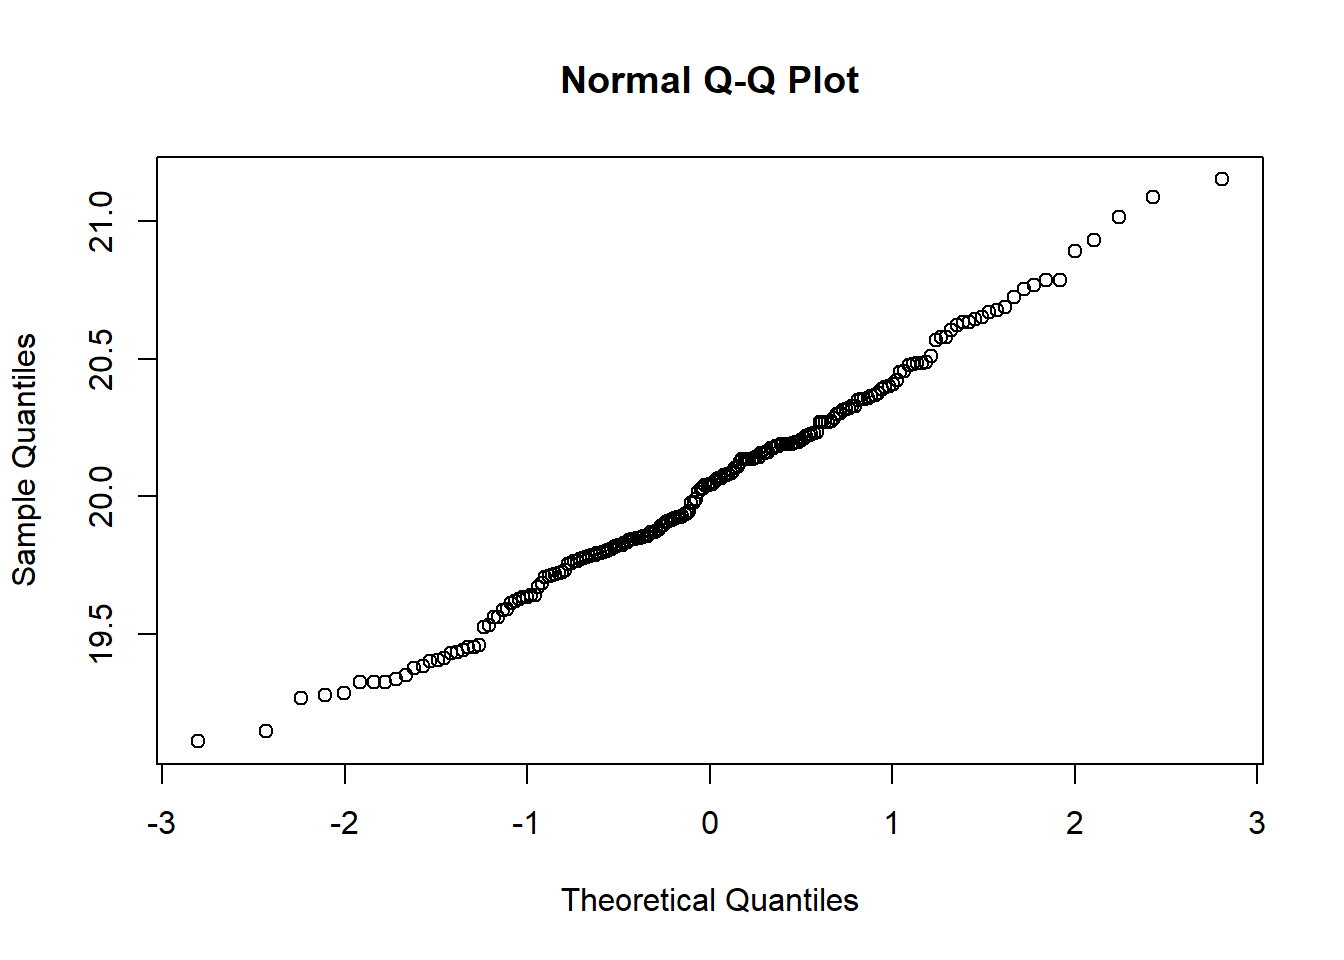 Normal Q-Q Plot
21.0
20.5
20.0
19.5
Sample Quantiles
-3 -2 -1 0 1 2 3
Theoretical Quantiles